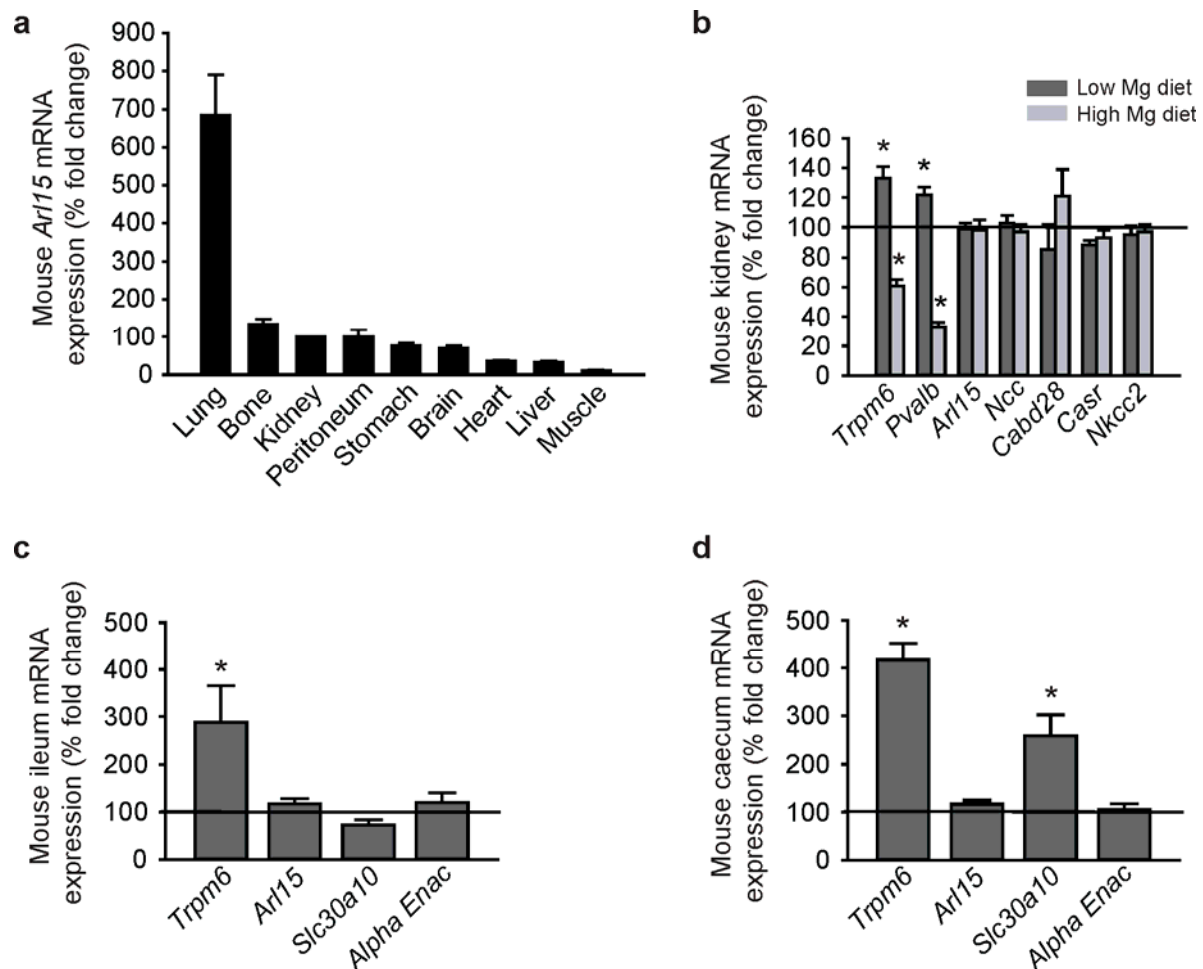 a
Mouse Arl15 mRNA
expression (% fold change)
900
800
700
600
500
400
300
200
100
0
Lung
Bone
Kidney
Peritoneum
Stomach
Brain
Heart
Liver
Muscle
b
Low Mg diet
High Mg diet
Mouse kidney mRNA
expression (% fold change)
160
140
120
100
80
60
40
20
0
*
*
*
*
Trpm6
Pvalb
Arl15
Ncc
Cabd28
Casr
Nkcc2
c
Mouse ileum mRNA
expression (% fold change)
500
400
300
200
100
0
*
Trpm6
Arl15
Slc30a10
Alpha Enac
d
Mouse caecum mRNA
expression (% fold change)
500
400
300
200
100
0
*
*
Trpm6
Arl15
Slc30a10
Alpha Enac